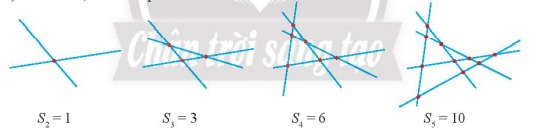 Chân trời sáng tạo
S₂ = 1
S₃ = 3
S₄ = 6
S₅ = 10